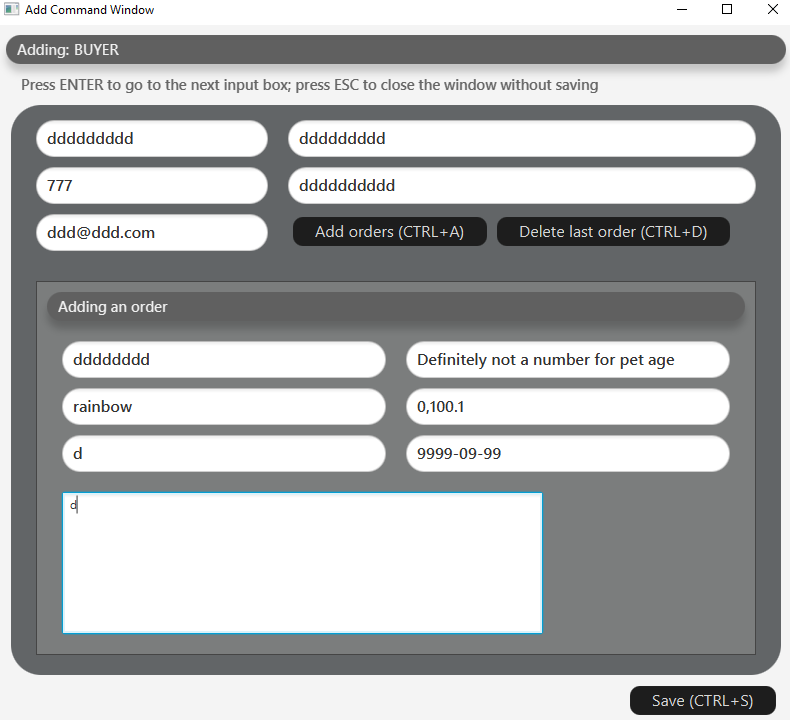 Add Command Window
Adding: BUYER
Press ENTER to go to the next input box; press ESC to close the window without saving
ddddddddd ddddddddd
777 dddddddddd
ddd@ddd.com Add orders (CTRL+A) Delete last order (CTRL+D)
Adding an order
dddddddd Definitely not a number for pet age
rainbow 0,100.1
d 9999-09-99
d
Save (CTRL+S)